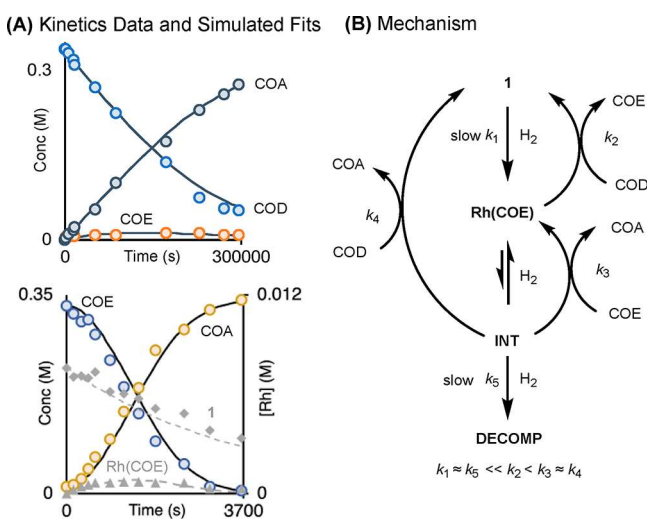 (A) Kinetics Data and Simulated Fits
0.3
Conc (M)
0
COA
COD
COE
0
Time (s)
300000
0.35
Conc (M)
0
COE
COA
1
Rh(COE)
0.012
[Rh] (M)
0
0
Time (s)
3700
(B) Mechanism
1
COE
slow k1 H2
k2
COA
COD
Rh(COE)
k4
COA
COD
H2
k3
COE
INT
slow k5 H2
DECOMP
k1 ≈ k5 << k2 < k3 ≈ k4